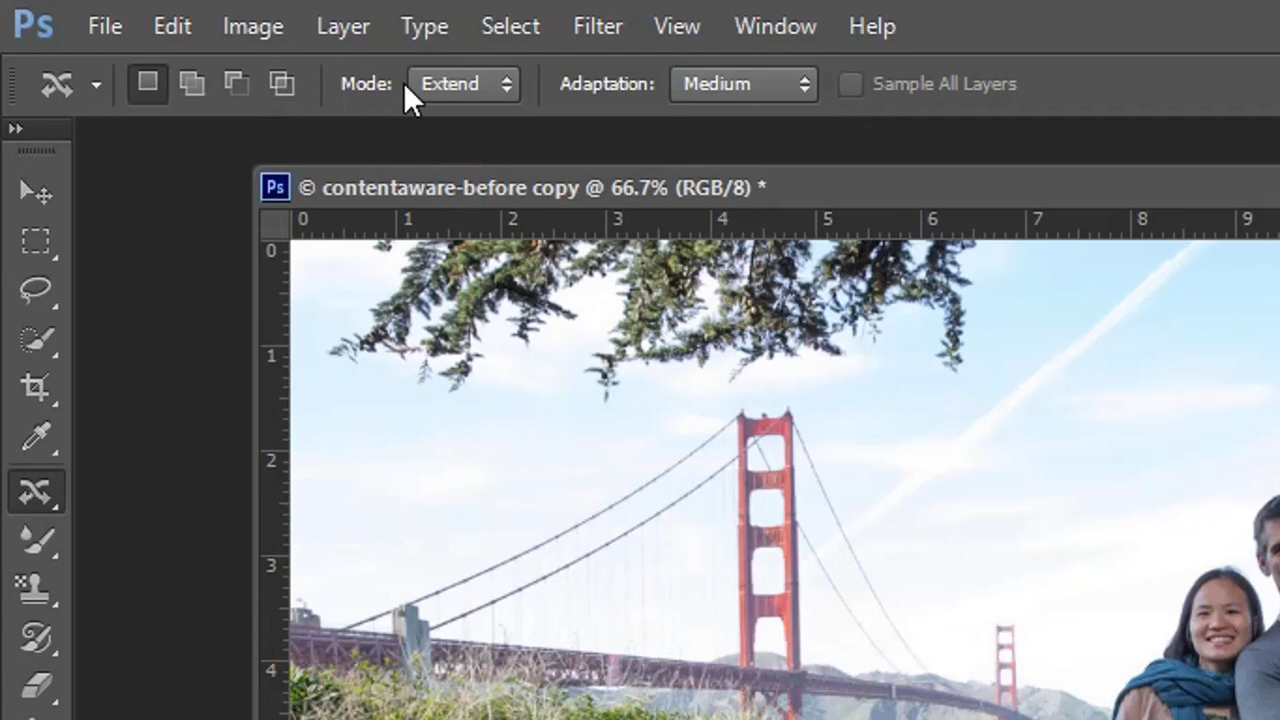 Ps File Edit Image Layer Type Select Filter View Window Help
Mode: Extend Adaptation: Medium Sample All Layers
Ps © contentaware-before copy @ 66.7% (RGB/8) *
0 1 2 3 4 5 6 7 8 9
0
1
2
3
4